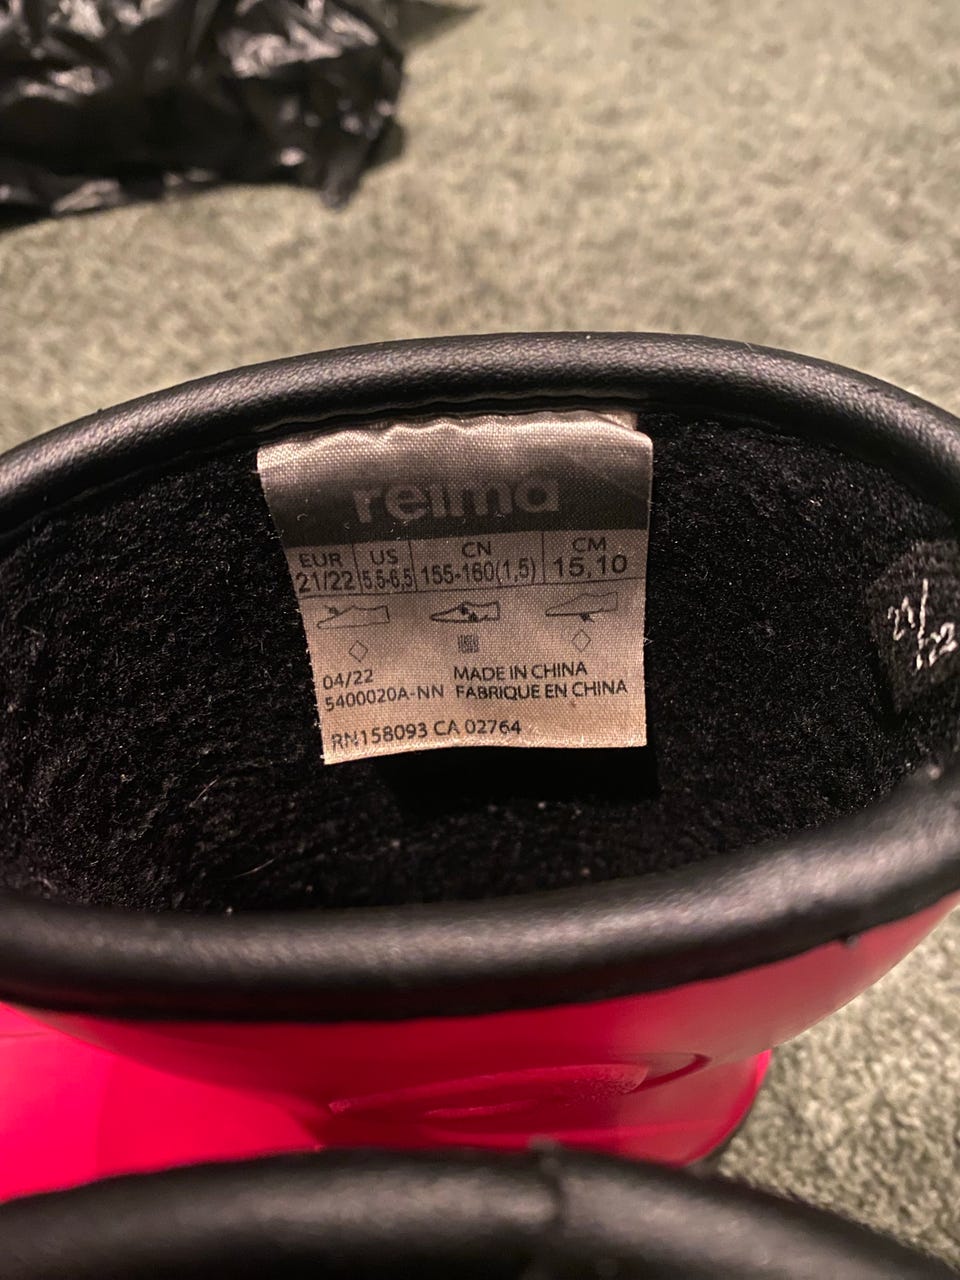 reima
EUR US CN CM
21/22 5.5-6,5 155-160(1,5) 15,10
04/22 MADE IN CHINA
5400020A-NN FABRIQUE EN CHINA
RN158093 CA 02764
21/22